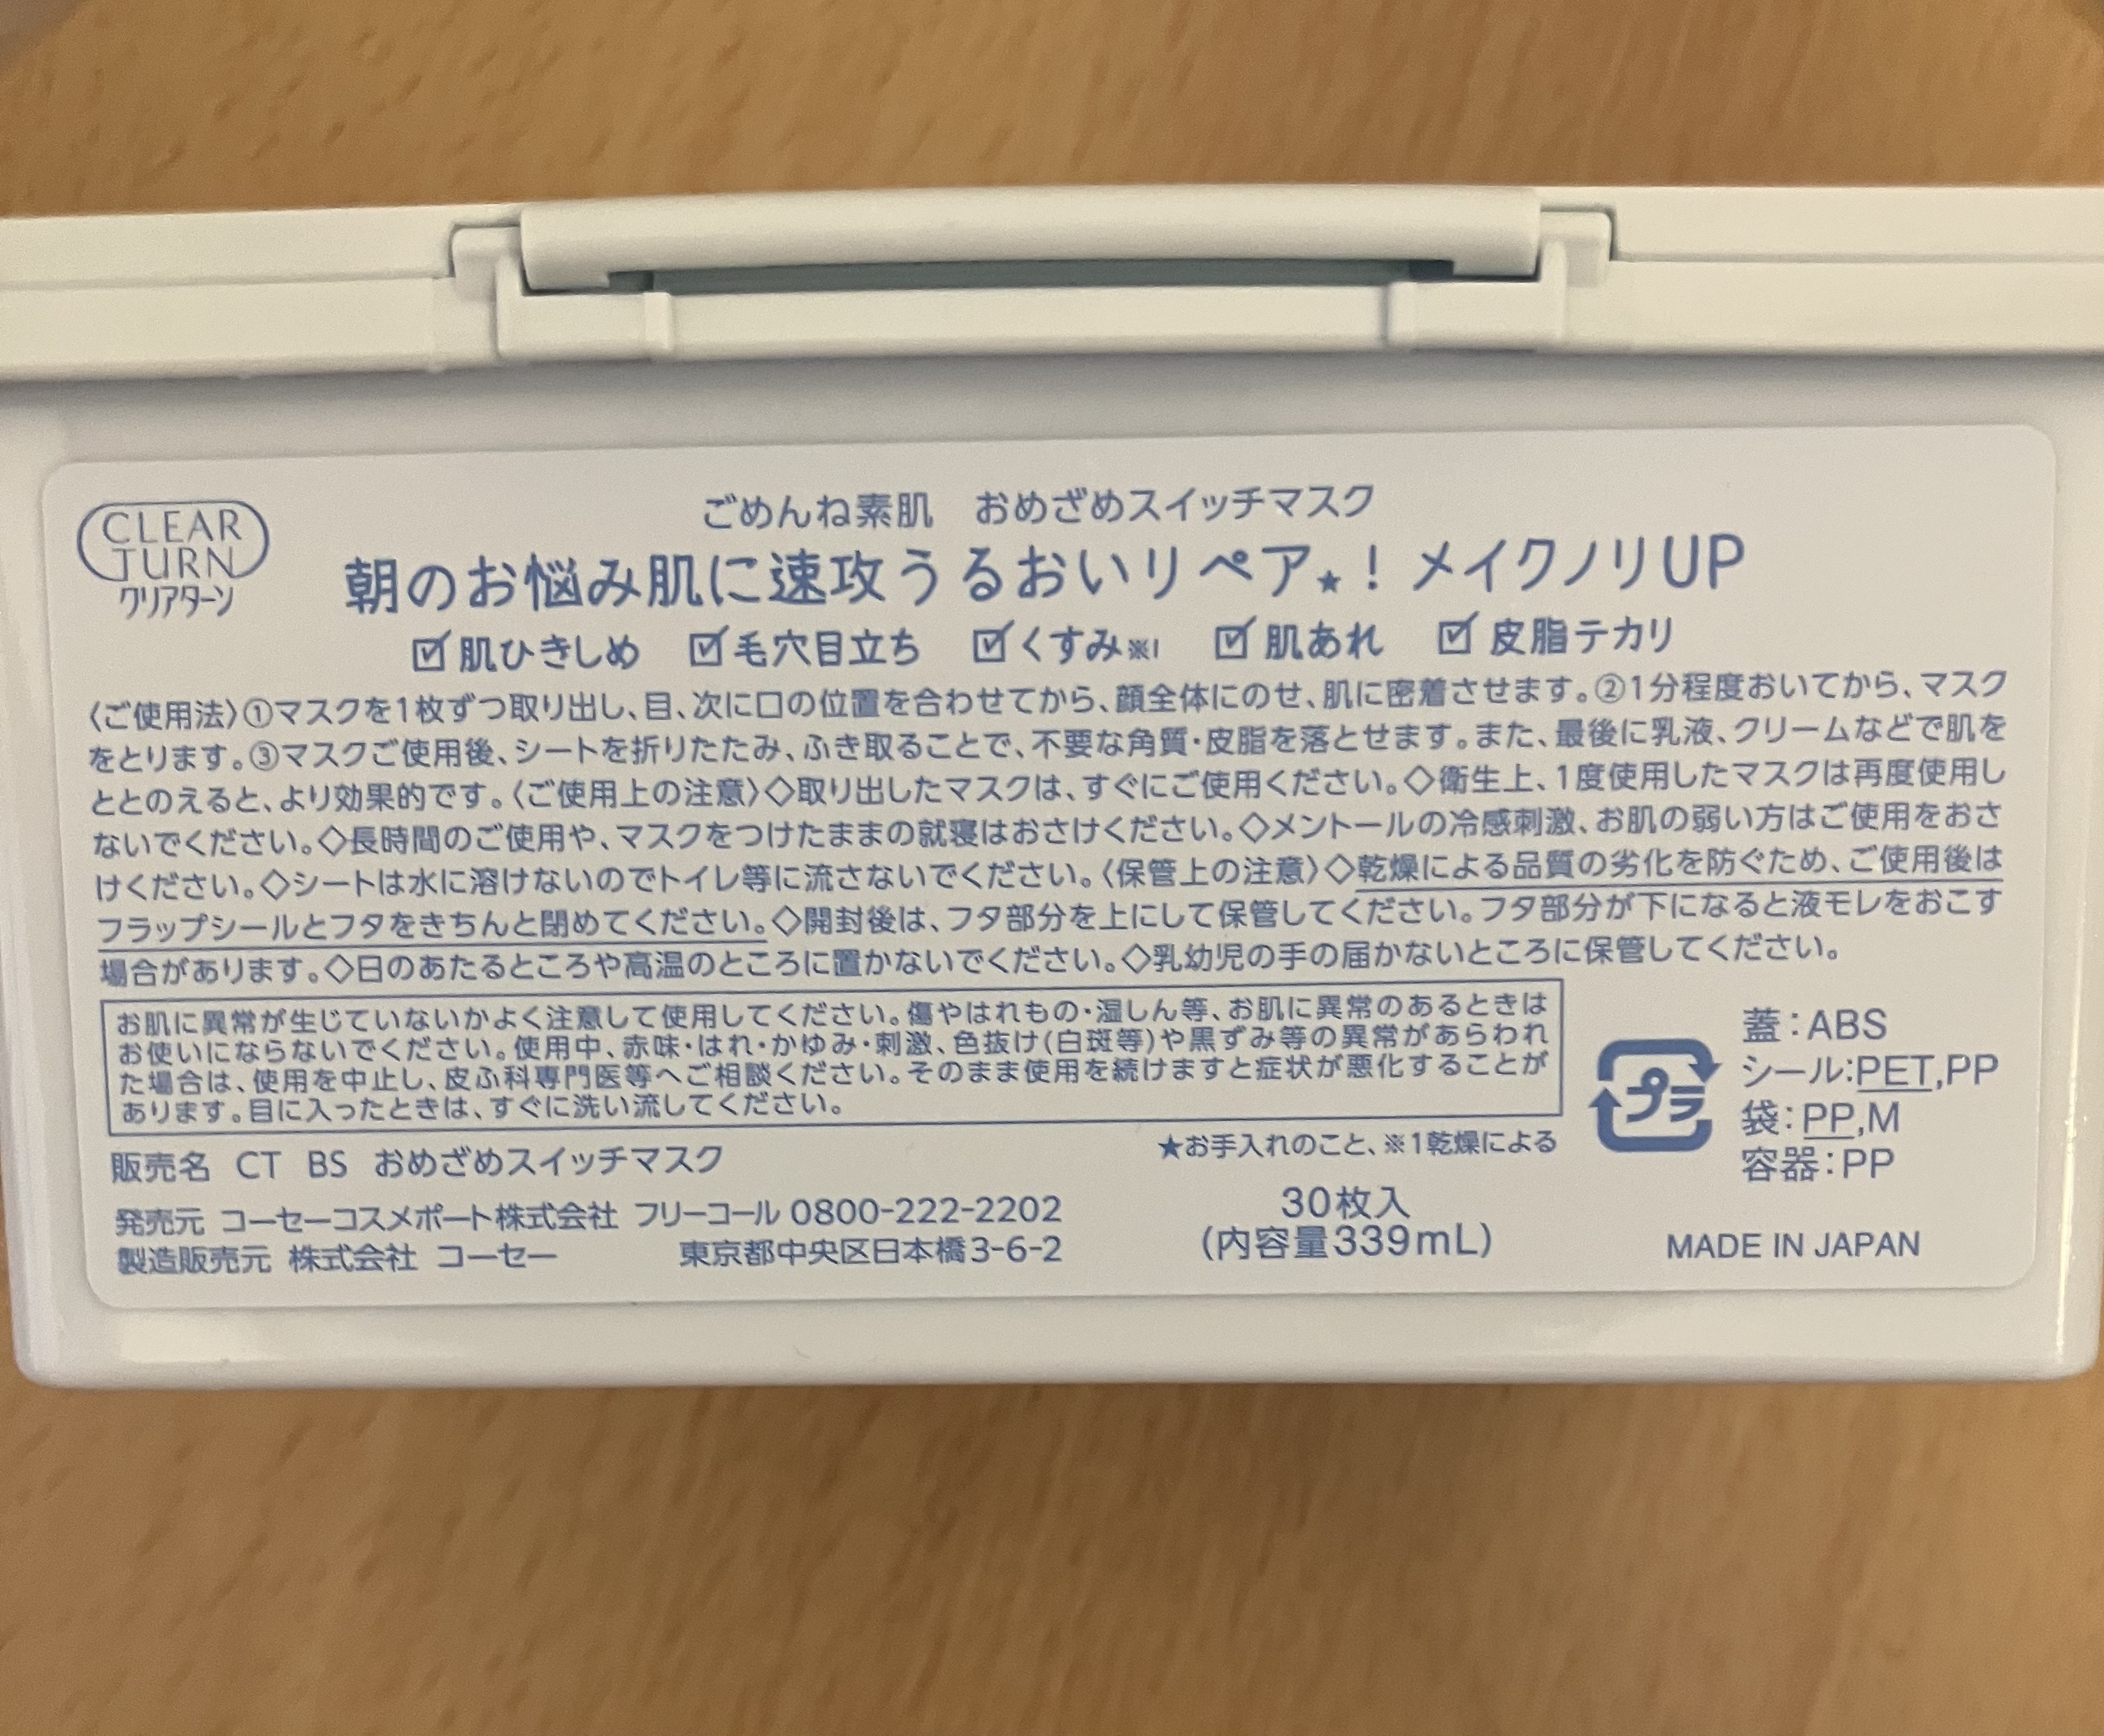 CLEAR
TURN
クリアターン
ごめんね素肌 おめざめスイッチマスク
朝のお悩み肌に速攻うるおいリペア★！メイクノリUP
☑肌ひきしめ ☑毛穴目立ち ☑くすみ※1 ☑肌あれ ☑皮脂テカリ
〈ご使用法〉①マスクを1枚ずつ取り出し、目、次に口の位置を合わせてから、顔全体にのせ、肌に密着させます。②1分程度おいてから、マスク
をとります。③マスクご使用後、シートを折りたたみ、ふき取ることで、不要な角質・皮脂を落とせます。また、最後に乳液、クリームなどで肌を
ととのえると、より効果的です。〈ご使用上の注意〉◇取り出したマスクは、すぐにご使用ください。◇衛生上、1度使用したマスクは再度使用し
ないでください。◇長時間のご使用や、マスクをつけたままの就寝はおさけください。◇メントールの冷感刺激、お肌の弱い方はご使用をおさ
けください。◇シートは水に溶けないのでトイレ等に流さないでください。〈保管上の注意〉◇乾燥による品質の劣化を防ぐため、ご使用後は
フラップシールとフタをきちんと閉めてください。◇開封後は、フタ部分を上にして保管してください。フタ部分が下になると液モレをおこす
場合があります。◇日のあたるところや高温のところに置かないでください。◇乳幼児の手の届かないところに保管してください。
お肌に異常が生じていないかよく注意して使用してください。傷やはれもの・湿しん等、お肌に異常のあるときは
お使いにならないでください。使用中、赤味・はれ・かゆみ・刺激、色抜け(白斑等)や黒ずみ等の異常があらわれ
た場合は、使用を中止し、皮ふ科専門医等へご相談ください。そのまま使用を続けますと症状が悪化することが
あります。目に入ったときは、すぐに洗い流してください。
プラ
蓋：ABS
シール：PET,PP
袋：PP,M
容器：PP
★お手入れのこと、※1乾燥による
販売名 CT BS おめざめスイッチマスク
発売元 コーセーコスメポート株式会社 フリーコール 0800-222-2202
製造販売元 株式会社 コーセー 東京都中央区日本橋3-6-2
30枚入
(内容量339mL)
MADE IN JAPAN